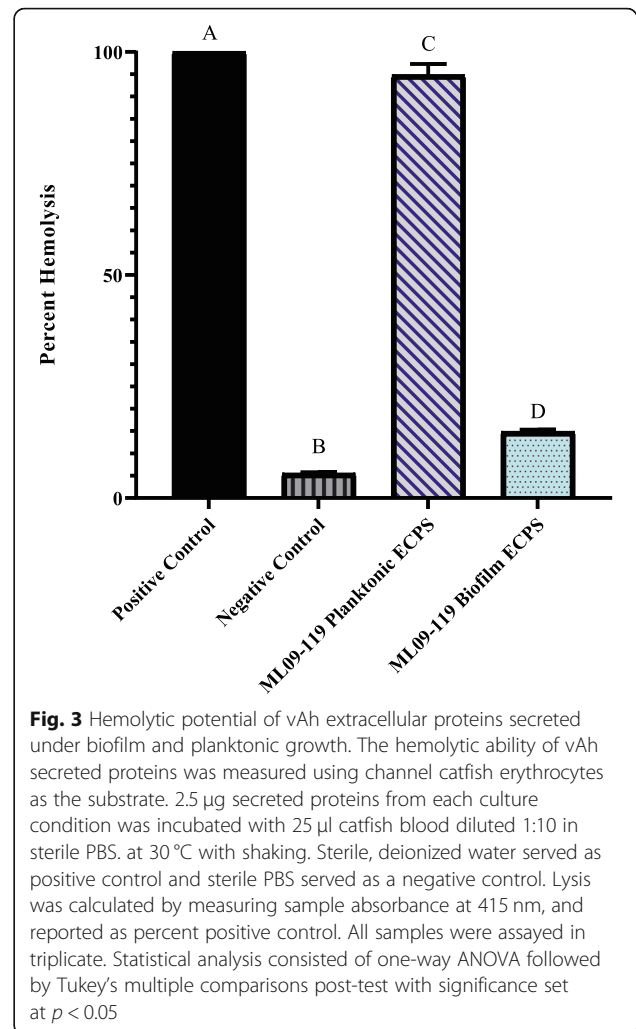 A
C
100
Percent Hemolysis
50
D
B
0
Positive Control
Negative Control
ML09-119 Planktonic ECPS
ML09-119 Biofilm ECPS
Fig. 3 Hemolytic potential of vAh extracellular proteins secreted
under biofilm and planktonic growth. The hemolytic ability of vAh
secreted proteins was measured using channel catfish erythrocytes
as the substrate. 2.5 μg secreted proteins from each culture
condition was incubated with 25 μl catfish blood diluted 1:10 in
sterile PBS. at 30 °C with shaking. Sterile, deionized water served as
positive control and sterile PBS served as a negative control. Lysis
was calculated by measuring sample absorbance at 415 nm, and
reported as percent positive control. All samples were assayed in
triplicate. Statistical analysis consisted of one-way ANOVA followed
by Tukey’s multiple comparisons post-test with significance set
at p < 0.05